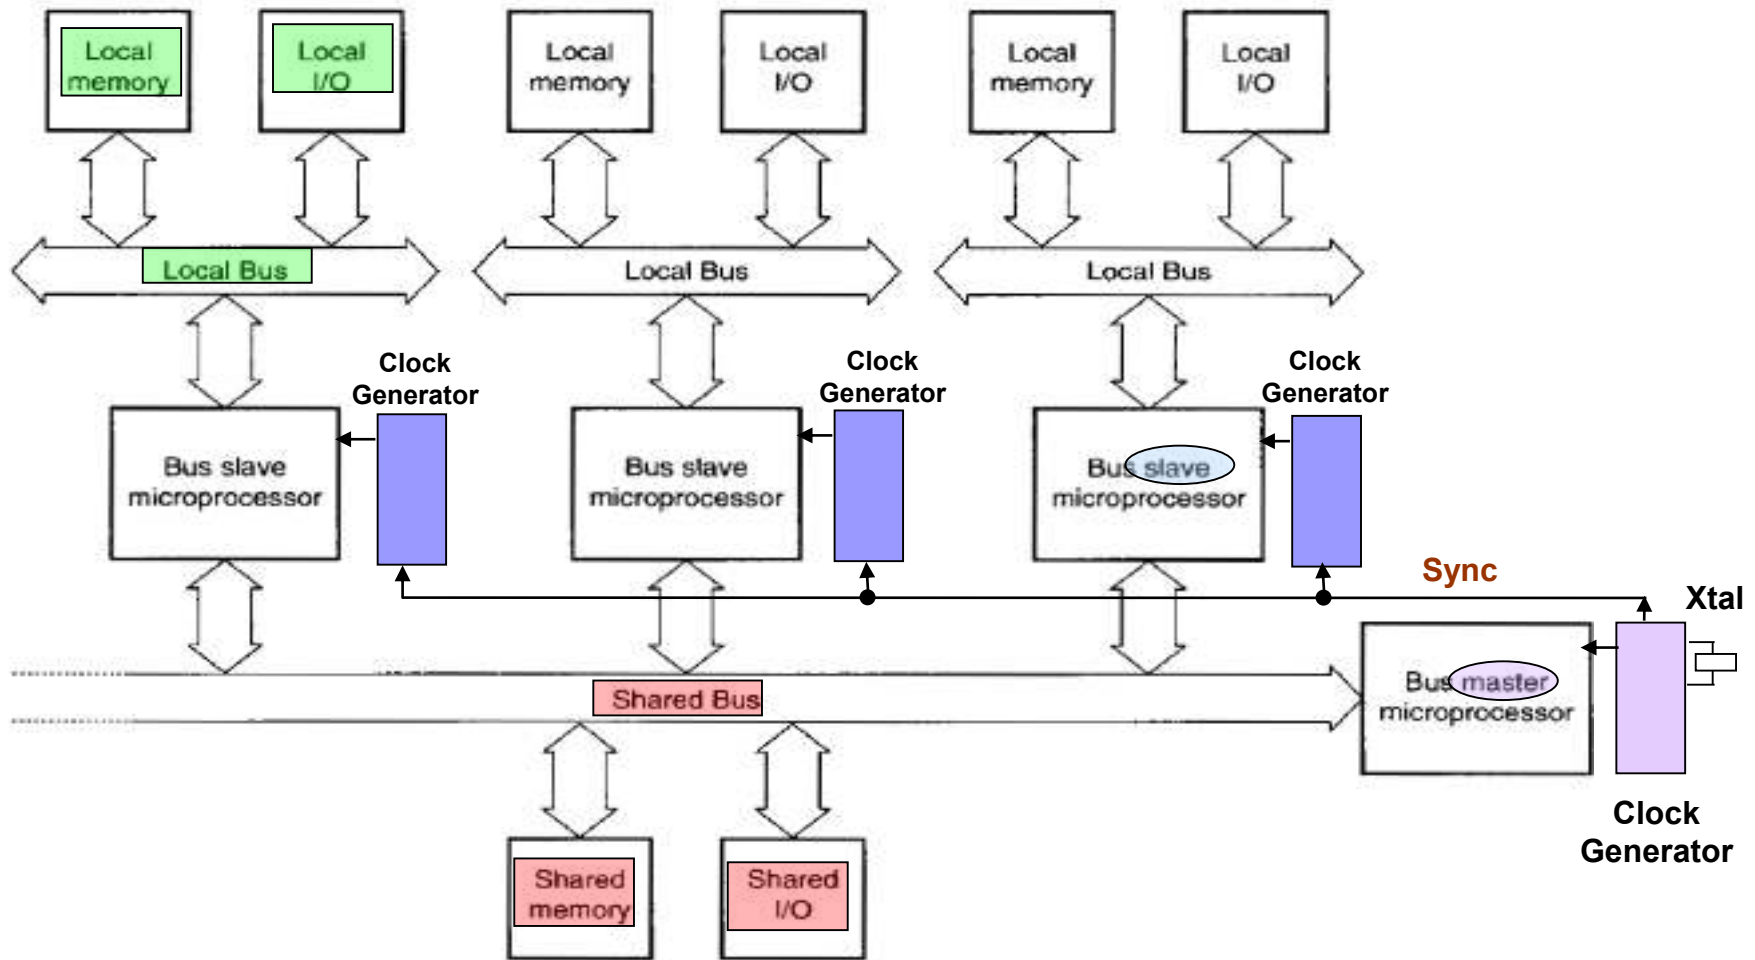 Local
memory
Local
I/O
Local
memory
Local
I/O
Local
memory
Local
I/O
Local Bus
Local Bus
Local Bus
Clock
Generator
Clock
Generator
Clock
Generator
Bus slave
microprocessor
Bus slave
microprocessor
Bus slave
microprocessor
Sync
Xtal
Shared Bus
Bus master
microprocessor
Clock
Generator
Shared
memory
Shared
I/O